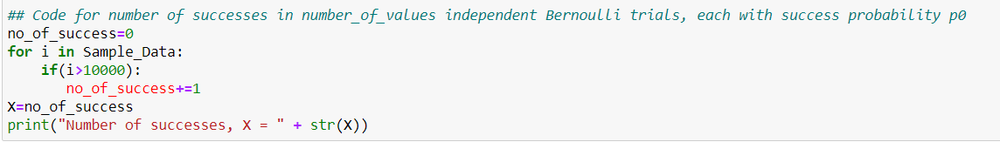 ## Code for number of successes in number_of_values independent Bernoulli trials, each with success probability p0
no_of_success=0
for i in Sample_Data:
    if(i>10000):
       no_of_success+=1
X=no_of_success
print("Number of successes, X = " + str(X))